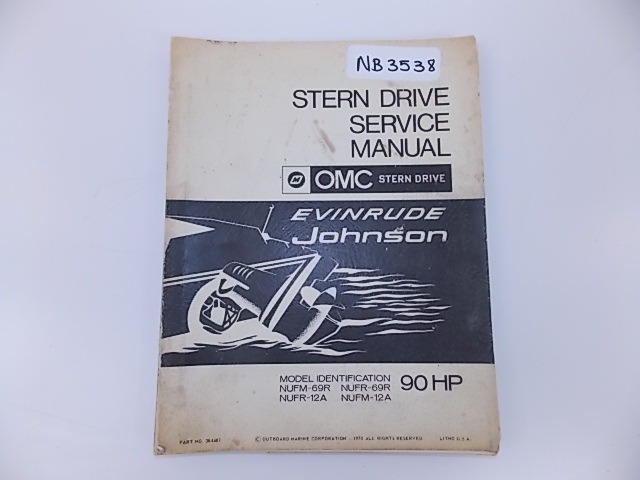 NB3538
STERN DRIVE
SERVICE
MANUAL
OMC STERN DRIVE
EVINRUDE
Johnson
MODEL IDENTIFICATION 90 HP
NUFM-69R NUFR-69R
NUFR-12A NUFM-12A
PART NO. © OUTBOARD MARINE CORPORATION - 1970 ALL RIGHTS RESERVED LITHO U.S.A.